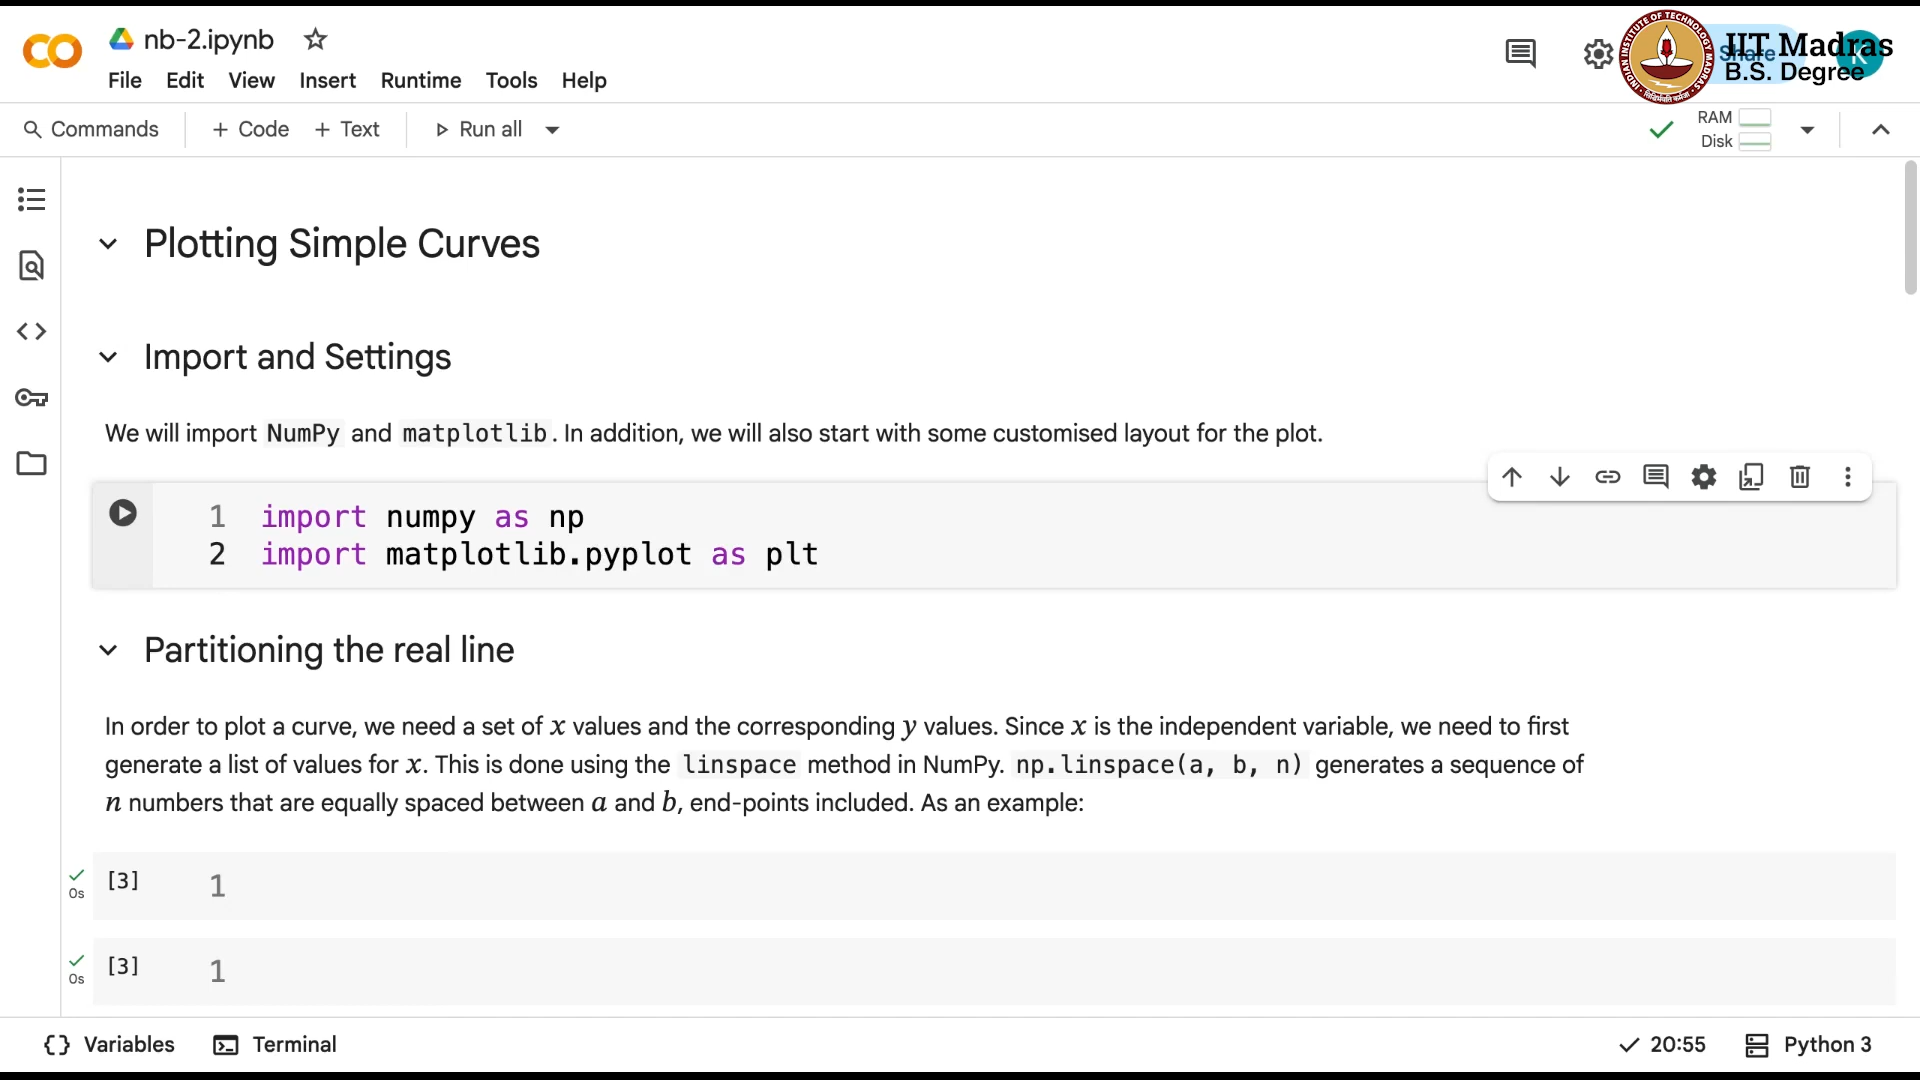 nb-2.ipynb
IIT Madras
B.S. Degree
Share
K
File Edit View Insert Runtime Tools Help
Commands + Code + Text Run all
RAM
Disk
Plotting Simple Curves
Import and Settings
We will import NumPy and matplotlib. In addition, we will also start with some customised layout for the plot.
1 import numpy as np
2 import matplotlib.pyplot as plt
Partitioning the real line
In order to plot a curve, we need a set of x values and the corresponding y values. Since x is the independent variable, we need to first
generate a list of values for x. This is done using the linspace method in NumPy. np.linspace(a, b, n) generates a sequence of
n numbers that are equally spaced between a and b, end-points included. As an example:
[3] 1
0s
[3] 1
0s
{} Variables Terminal 20:55 Python 3